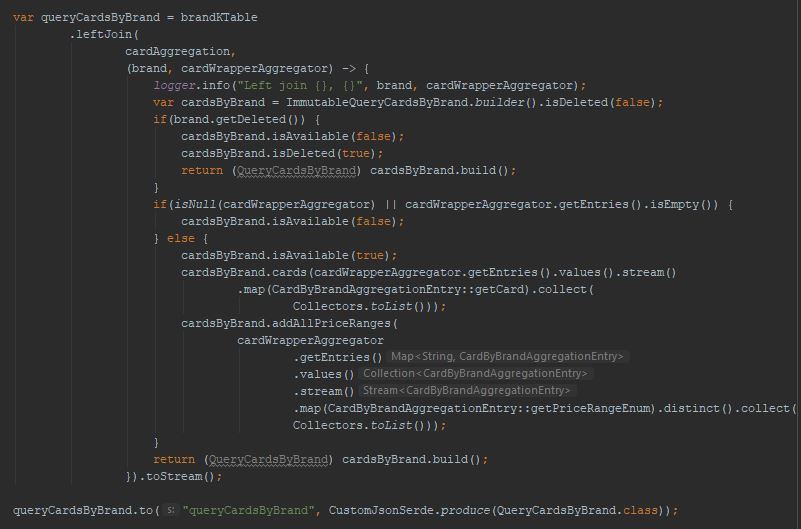 var queryCardsByBrand = brandKTable
.leftJoin(
cardAggregation,
(brand, cardWrapperAggregator) -> {
logger.info("Left join {}, {}", brand, cardWrapperAggregator);
var cardsByBrand = ImmutableQueryCardsByBrand.builder().isDeleted(false);
if(brand.getDeleted()) {
cardsByBrand.isAvailable(false);
cardsByBrand.isDeleted(true);
return (QueryCardsByBrand) cardsByBrand.build();
}
if(isNull(cardWrapperAggregator) || cardWrapperAggregator.getEntries().isEmpty()) {
cardsByBrand.isAvailable(false);
} else {
cardsByBrand.isAvailable(true);
cardsByBrand.cards(cardWrapperAggregator.getEntries().values().stream()
.map(CardByBrandAggregationEntry::getCard).collect(
Collectors.toList()));
cardsByBrand.addAllPriceRanges(
cardWrapperAggregator
.getEntries() Map<String, CardByBrandAggregationEntry>
.values() Collection<CardByBrandAggregationEntry>
.stream() Stream<CardByBrandAggregationEntry>
.map(CardByBrandAggregationEntry::getPriceRangeEnum).distinct().collect(
Collectors.toList()));
}
return (QueryCardsByBrand) cardsByBrand.build();
}).toStream();
queryCardsByBrand.to( s: "queryCardsByBrand", CustomJsonSerde.produce(QueryCardsByBrand.class));